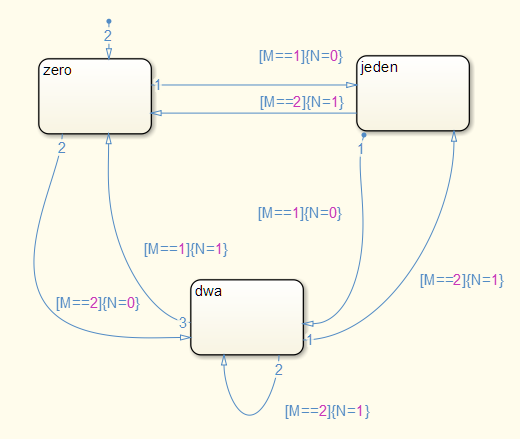 2
zero
1
[M==1]{N=0}
jeden
[M==2]{N=1}
2
1
[M==1]{N=0}
[M==1]{N=1}
[M==2]{N=0}
dwa
3
1
[M==2]{N=1}
2
[M==2]{N=1}